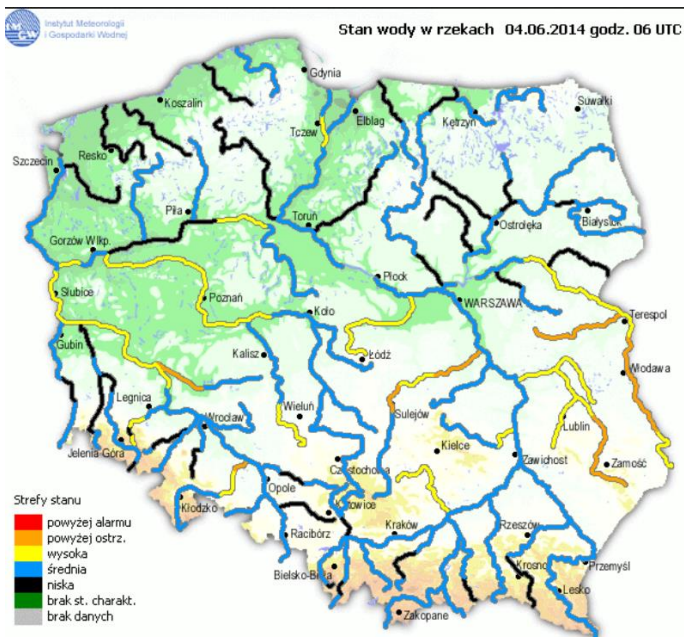 IMGW
Instytut Meteorologii
i Gospodarki Wodnej
Stan wody w rzekach 04.06.2014 godz. 06 UTC
Gdynia
Koszalin
Suwałki
Tczew
Elbląg
Kętrzyn
Resko
Szczecin
Piła
Toruń
Ostrołęka
Białystok
Gorzów Wlkp.
Płock
Słubice
Poznań
WARSZAWA
Koło
Terespol
Gubin
Kalisz
Łódź
Włodawa
Legnica
Wrocław
Wieluń
Sulejów
Lublin
Jelenia Góra
Kielce
Zawichost
Zamość
Częstochowa
Opole
Kłodzko
Katowice
Racibórz
Kraków
Rzeszów
Bielsko-Biała
Krosno
Przemyśl
Lesko
Zakopane
Strefy stanu
powyżej alarmu
powyżej ostrz.
wysoka
średnia
niska
brak st. charakt.
brak danych